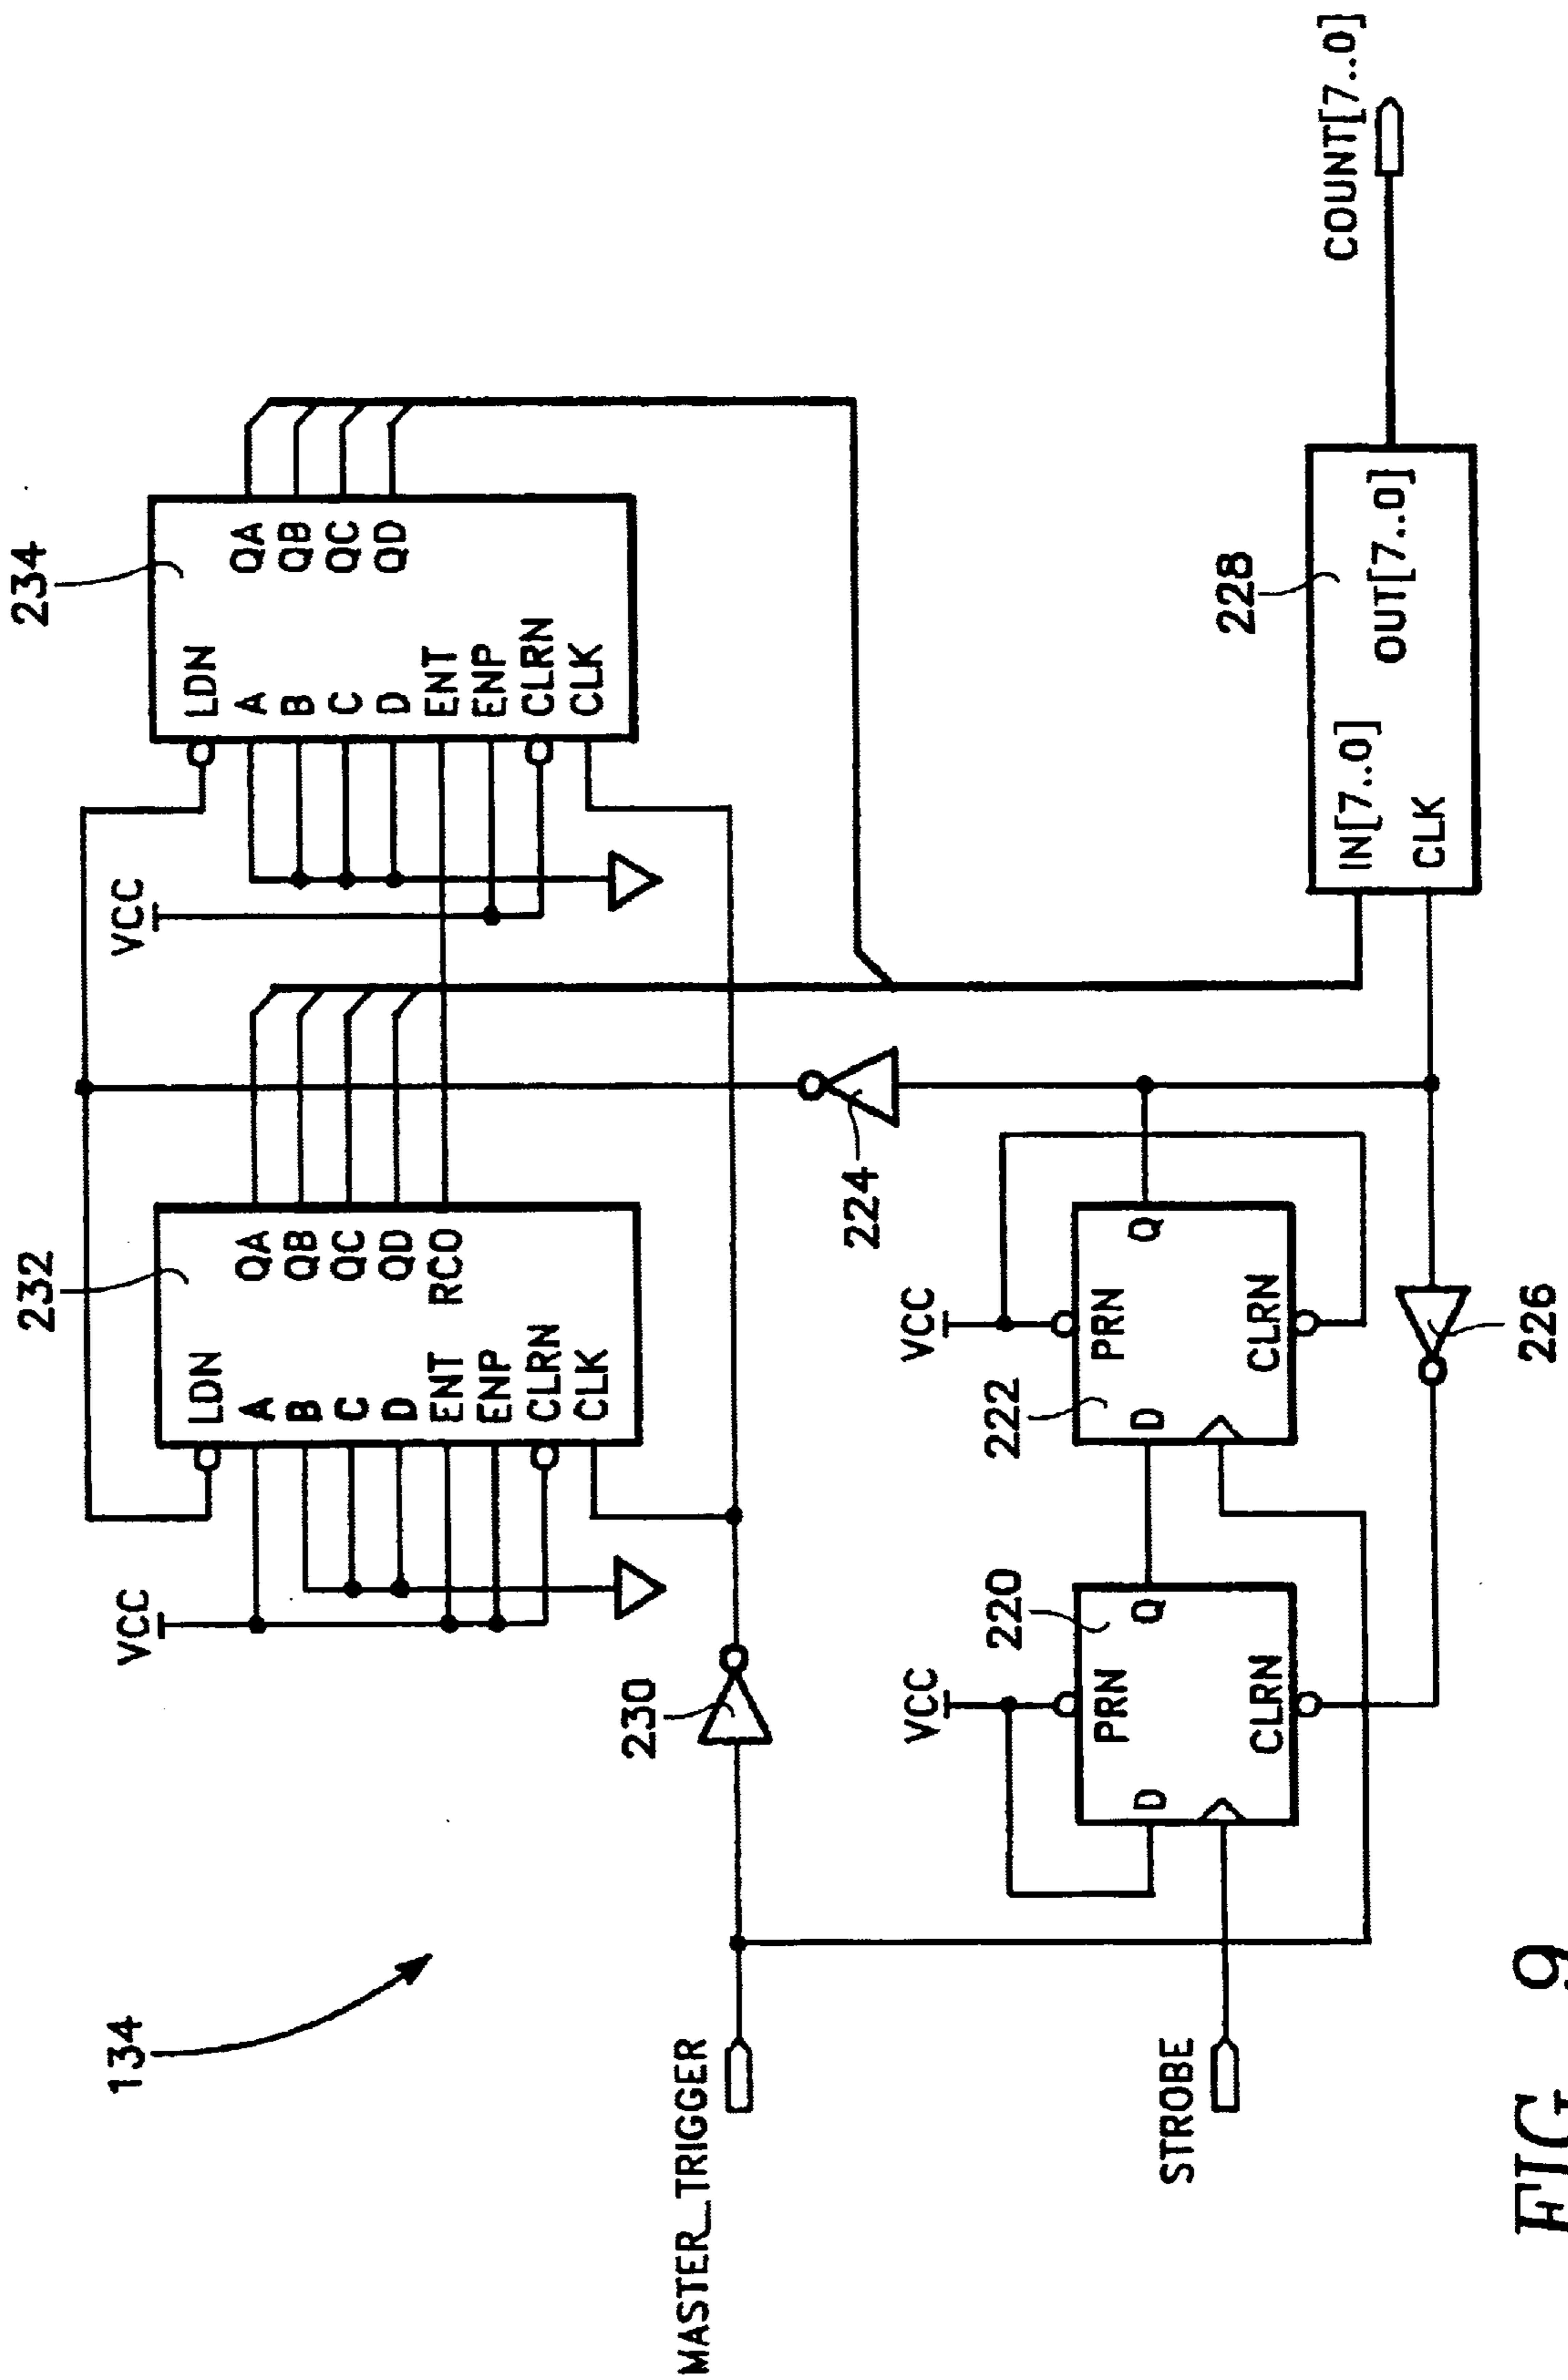 134
232
234
VCC
LDN
A
B
C
D
ENT
ENP
CLRN
CLK
QA
QB
QC
QD
RCO
VCC
LDN
A
B
C
D
ENT
ENP
CLRN
CLK
QA
QB
QC
QD
MASTER_TRIGGER
230
224
STROBE
VCC
220
PRN
D
Q
CLRN
VCC
222
PRN
D
Q
CLRN
226
228
IN[7..0]
CLK
OUT[7..0]
COUNT[7..0]
FIG. 9